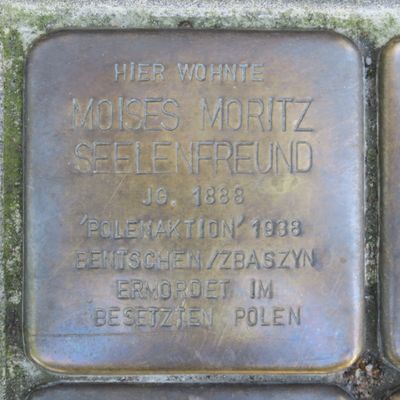 HIER WOHNTE
MOISES MORITZ
SEELENFREUND
JG. 1888
'POLENAKTION' 1938
BENTSCHEN/ZBASZYN
ERMORDET IM
BESETZTEN POLEN